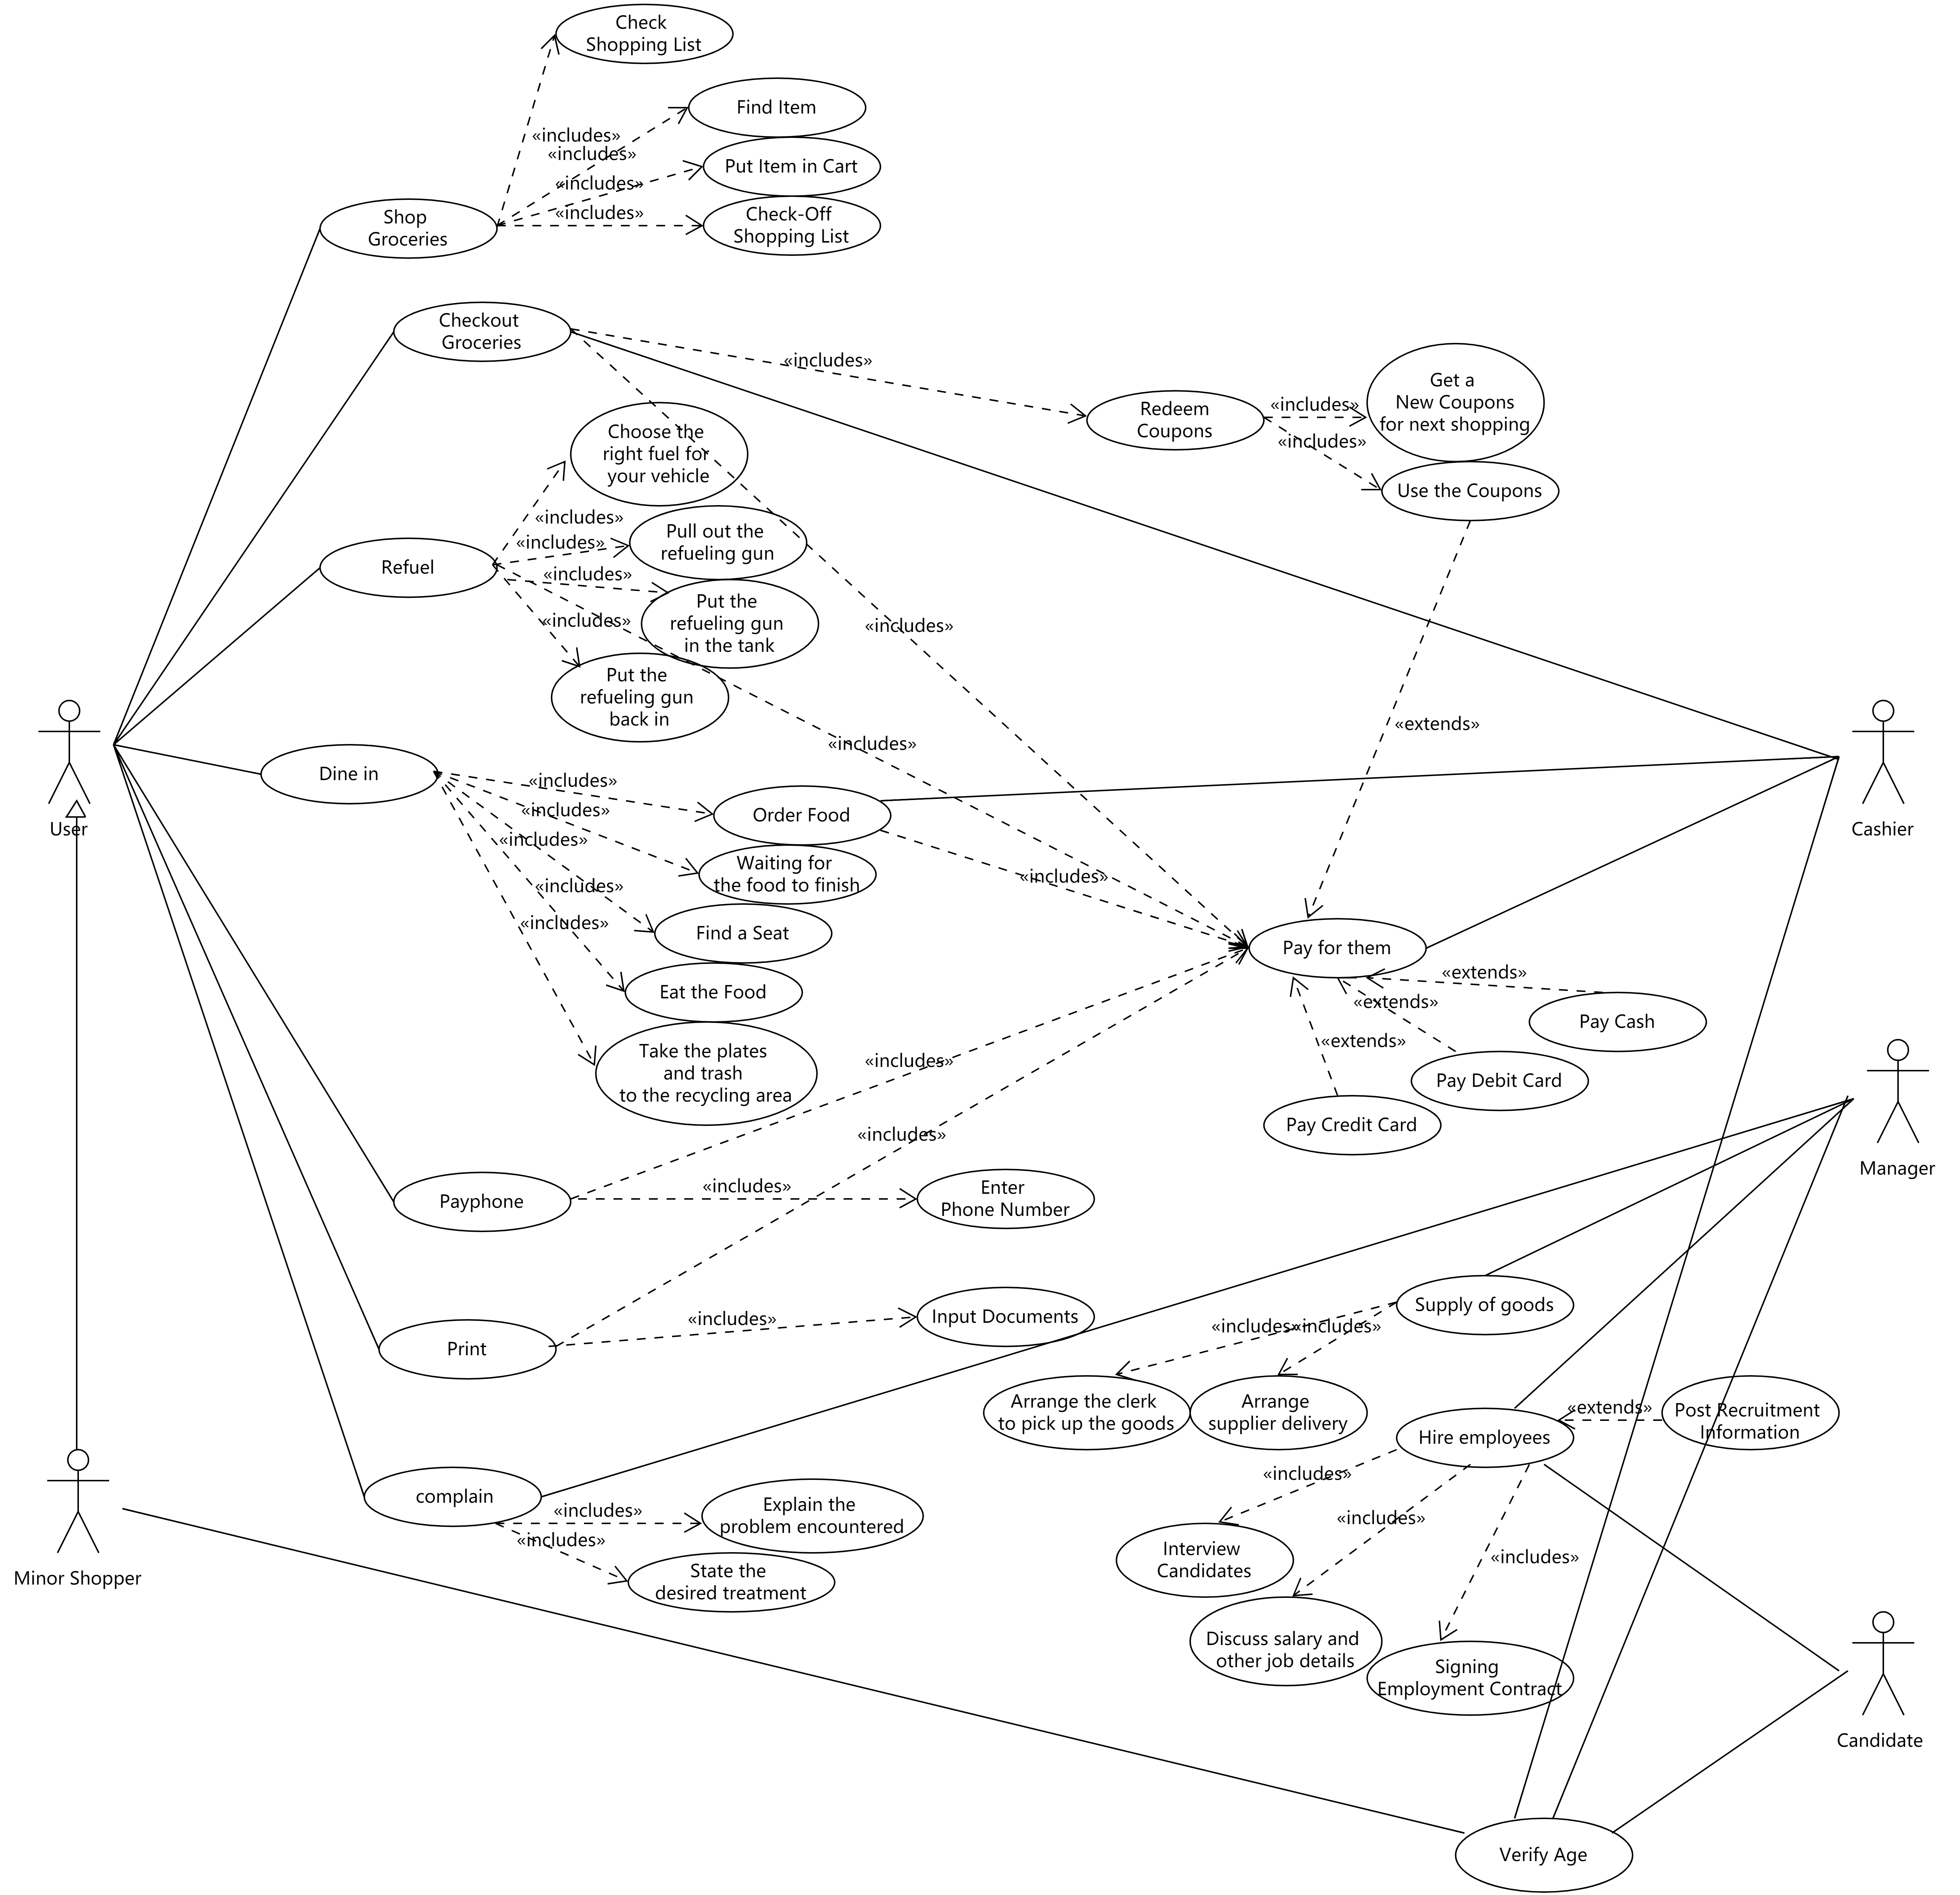 Check
Shopping List
Find Item
«includes»
«includes»
Put Item in Cart
«includes»
Shop
Groceries
«includes»
Check-Off
Shopping List
Checkout
Groceries
«includes»
Get a
New Coupons
for next shopping
Redeem
Coupons
«includes»
«includes»
Use the Coupons
Choose the
right fuel for
your vehicle
«includes»
Pull out the
refueling gun
«includes»
Refuel
«includes»
Put the
refueling gun
in the tank
«includes»
«includes»
Put the
refueling gun
back in
«extends»
«includes»
User
Dine in
«includes»
Order Food
Cashier
«includes»
«includes»
Waiting for
the food to finish
«includes»
«includes»
Find a Seat
«includes»
Pay for them
«extends»
Eat the Food
«extends»
Pay Cash
«extends»
Take the plates
and trash
to the recycling area
«includes»
Pay Debit Card
«includes»
Pay Credit Card
Manager
Payphone
«includes»
Enter
Phone Number
Print
«includes»
Input Documents
Supply of goods
«includes»
«includes»
Arrange the clerk
to pick up the goods
Arrange
supplier delivery
«extends»
Post Recruitment
Information
Hire employees
complain
«includes»
Explain the
problem encountered
«includes»
«includes»
«includes»
Interview
Candidates
«includes»
Minor Shopper
State the
desired treatment
Discuss salary and
other job details
Signing
Employment Contract
Candidate
Verify Age